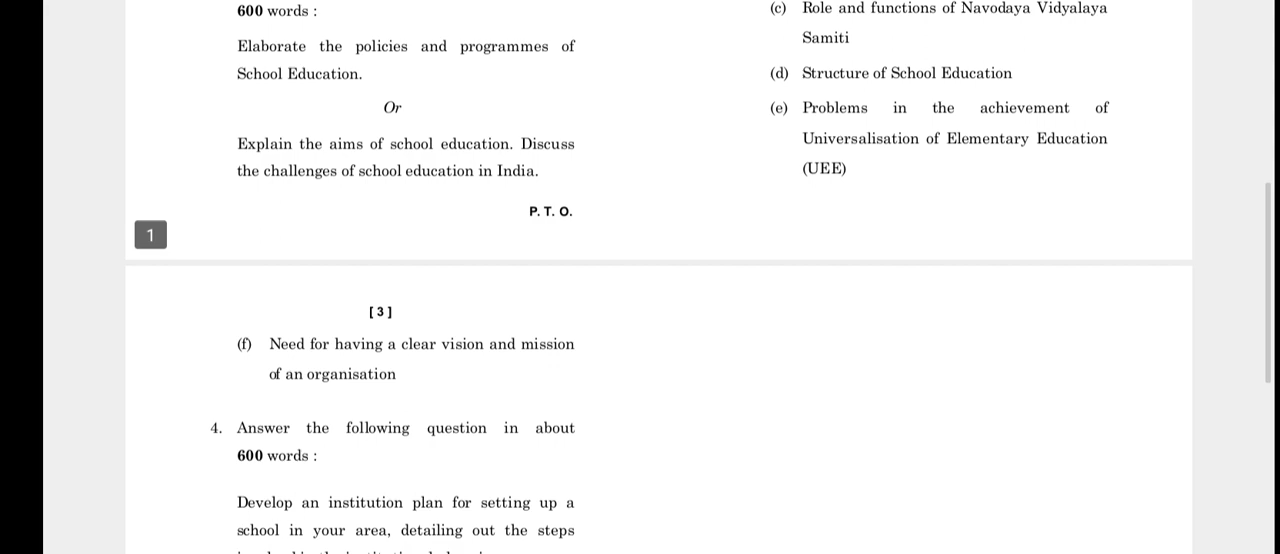 600 words :
Elaborate the policies and programmes of
School Education.
Or
Explain the aims of school education. Discuss
the challenges of school education in India.
P. T. O.
(c) Role and functions of Navodaya Vidyalaya
Samiti
(d) Structure of School Education
(e) Problems in the achievement of
Universalisation of Elementary Education
(UEE)
1
[ 3 ]
(f) Need for having a clear vision and mission
of an organisation
4. Answer the following question in about
600 words :
Develop an institution plan for setting up a
school in your area, detailing out the steps